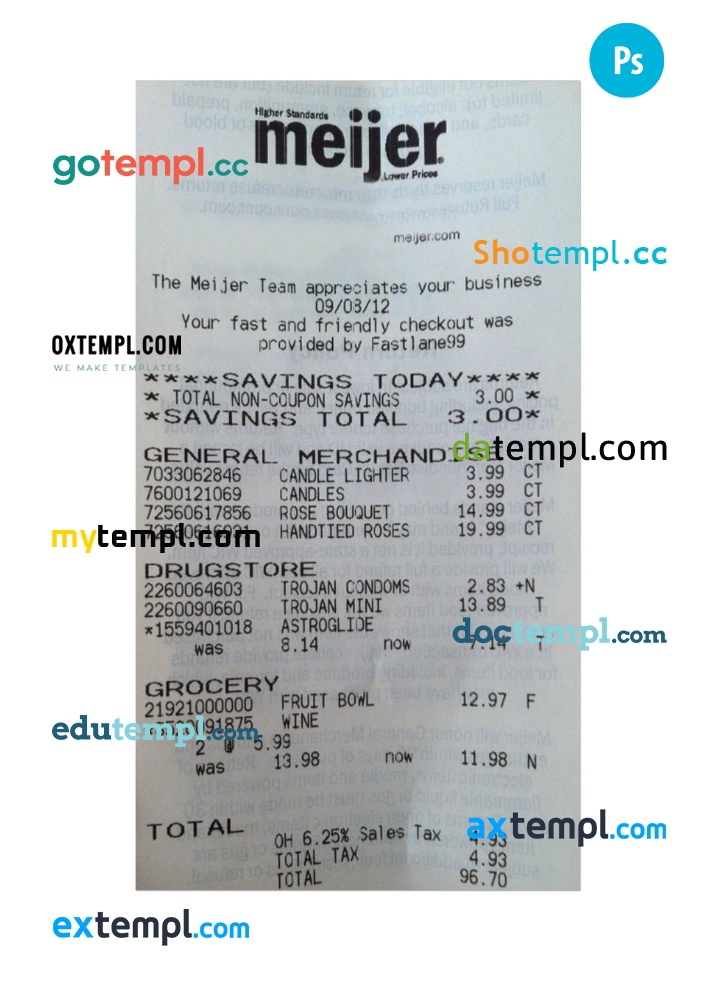 Ps
Higher Standards
meijer
Lower Prices
gotempl.cc
meijer.com
Shotempl.cc
The Meijer Team appreciates your business
09/08/12
Your fast and friendly checkout was
provided by Fastlane99
OXTEMPL.COM
WE MAKE TEMPLATES
****SAVINGS TODAY****
* TOTAL NON-COUPON SAVINGS 3.00 *
*SAVINGS TOTAL 3.00*
datempl.com
GENERAL MERCHANDISE
7033062846 CANDLE LIGHTER 3.99 CT
7600121069 CANDLES 3.99 CT
72560617856 ROSE BOUQUET 14.99 CT
HANDTIED ROSES 19.99 CT
mytempl.com
DRUGSTORE
2260064603 TROJAN CONDOMS 2.83 +N
2260090660 TROJAN MINI 13.89 T
*1559401018 ASTROGLIDE
was 8.14 now T
doctempl.com
GROCERY
21921000000 FRUIT BOWL 12.97 F
WINE
edutempl.com
2 @ 5.99
was 13.98 now 11.98 N
TOTAL
OH 6.25% Sales Tax 4.93
axtempl.com
TOTAL TAX 4.93
TOTAL 96.70
extempl.com